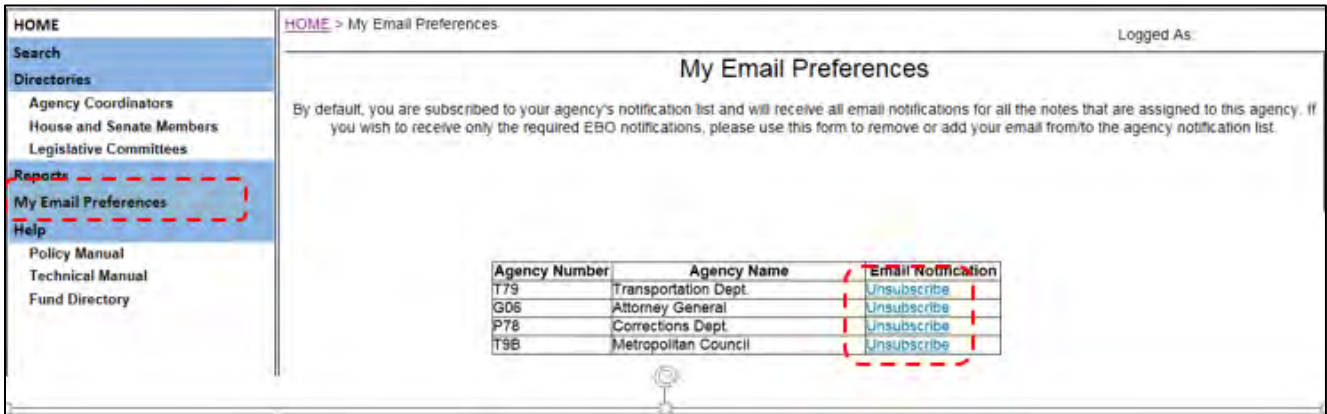 HOME
Search
Directories
Agency Coordinators
House and Senate Members
Legislative Committees
Reports
My Email Preferences
Help
Policy Manual
Technical Manual
Fund Directory
HOME > My Email Preferences
Logged As:
My Email Preferences
By default, you are subscribed to your agency's notification list and will receive all email notifications for all the notes that are assigned to this agency. If
you wish to receive only the required EBO notifications, please use this form to remove or add your email from/to the agency notification list.
Agency Number Agency Name Email Notification
T79 Transportation Dept. Unsubscribe
G06 Attorney General Unsubscribe
P78 Corrections Dept. Unsubscribe
T9B Metropolitan Council Unsubscribe